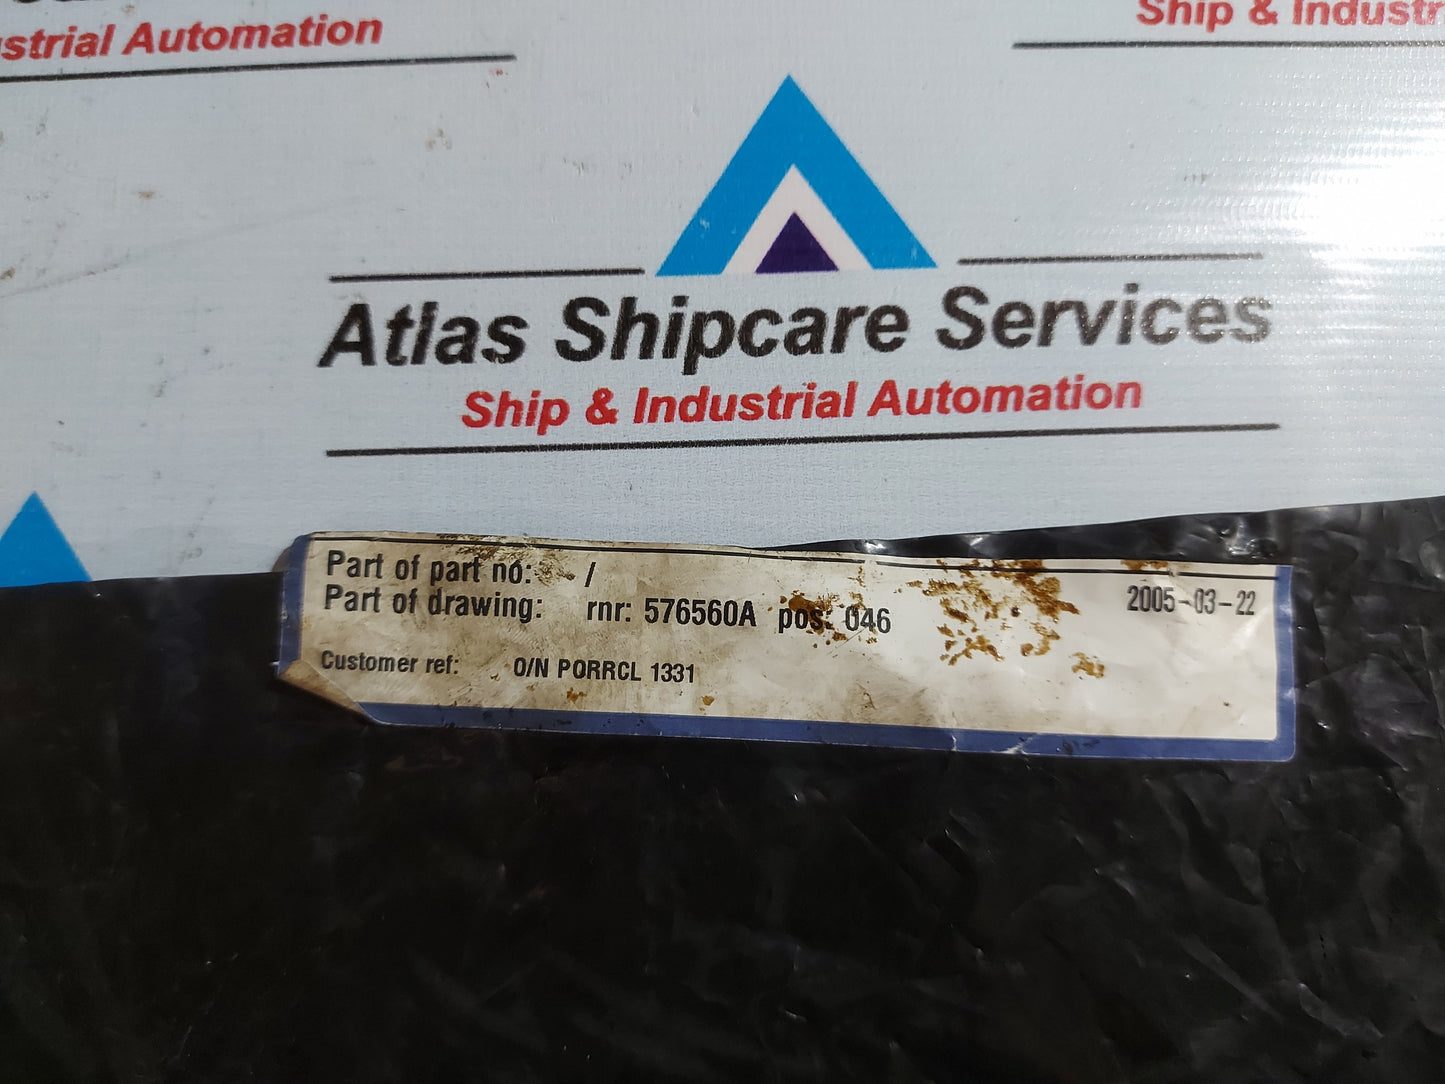 strial Automation
Ship & Industr
Atlas Shipcare Services
Ship & Industrial Automation
Part of part no: /
Part of drawing: rnr: 576560A pos: 046
2005-03-22
Customer ref: O/N PORRCL 1331